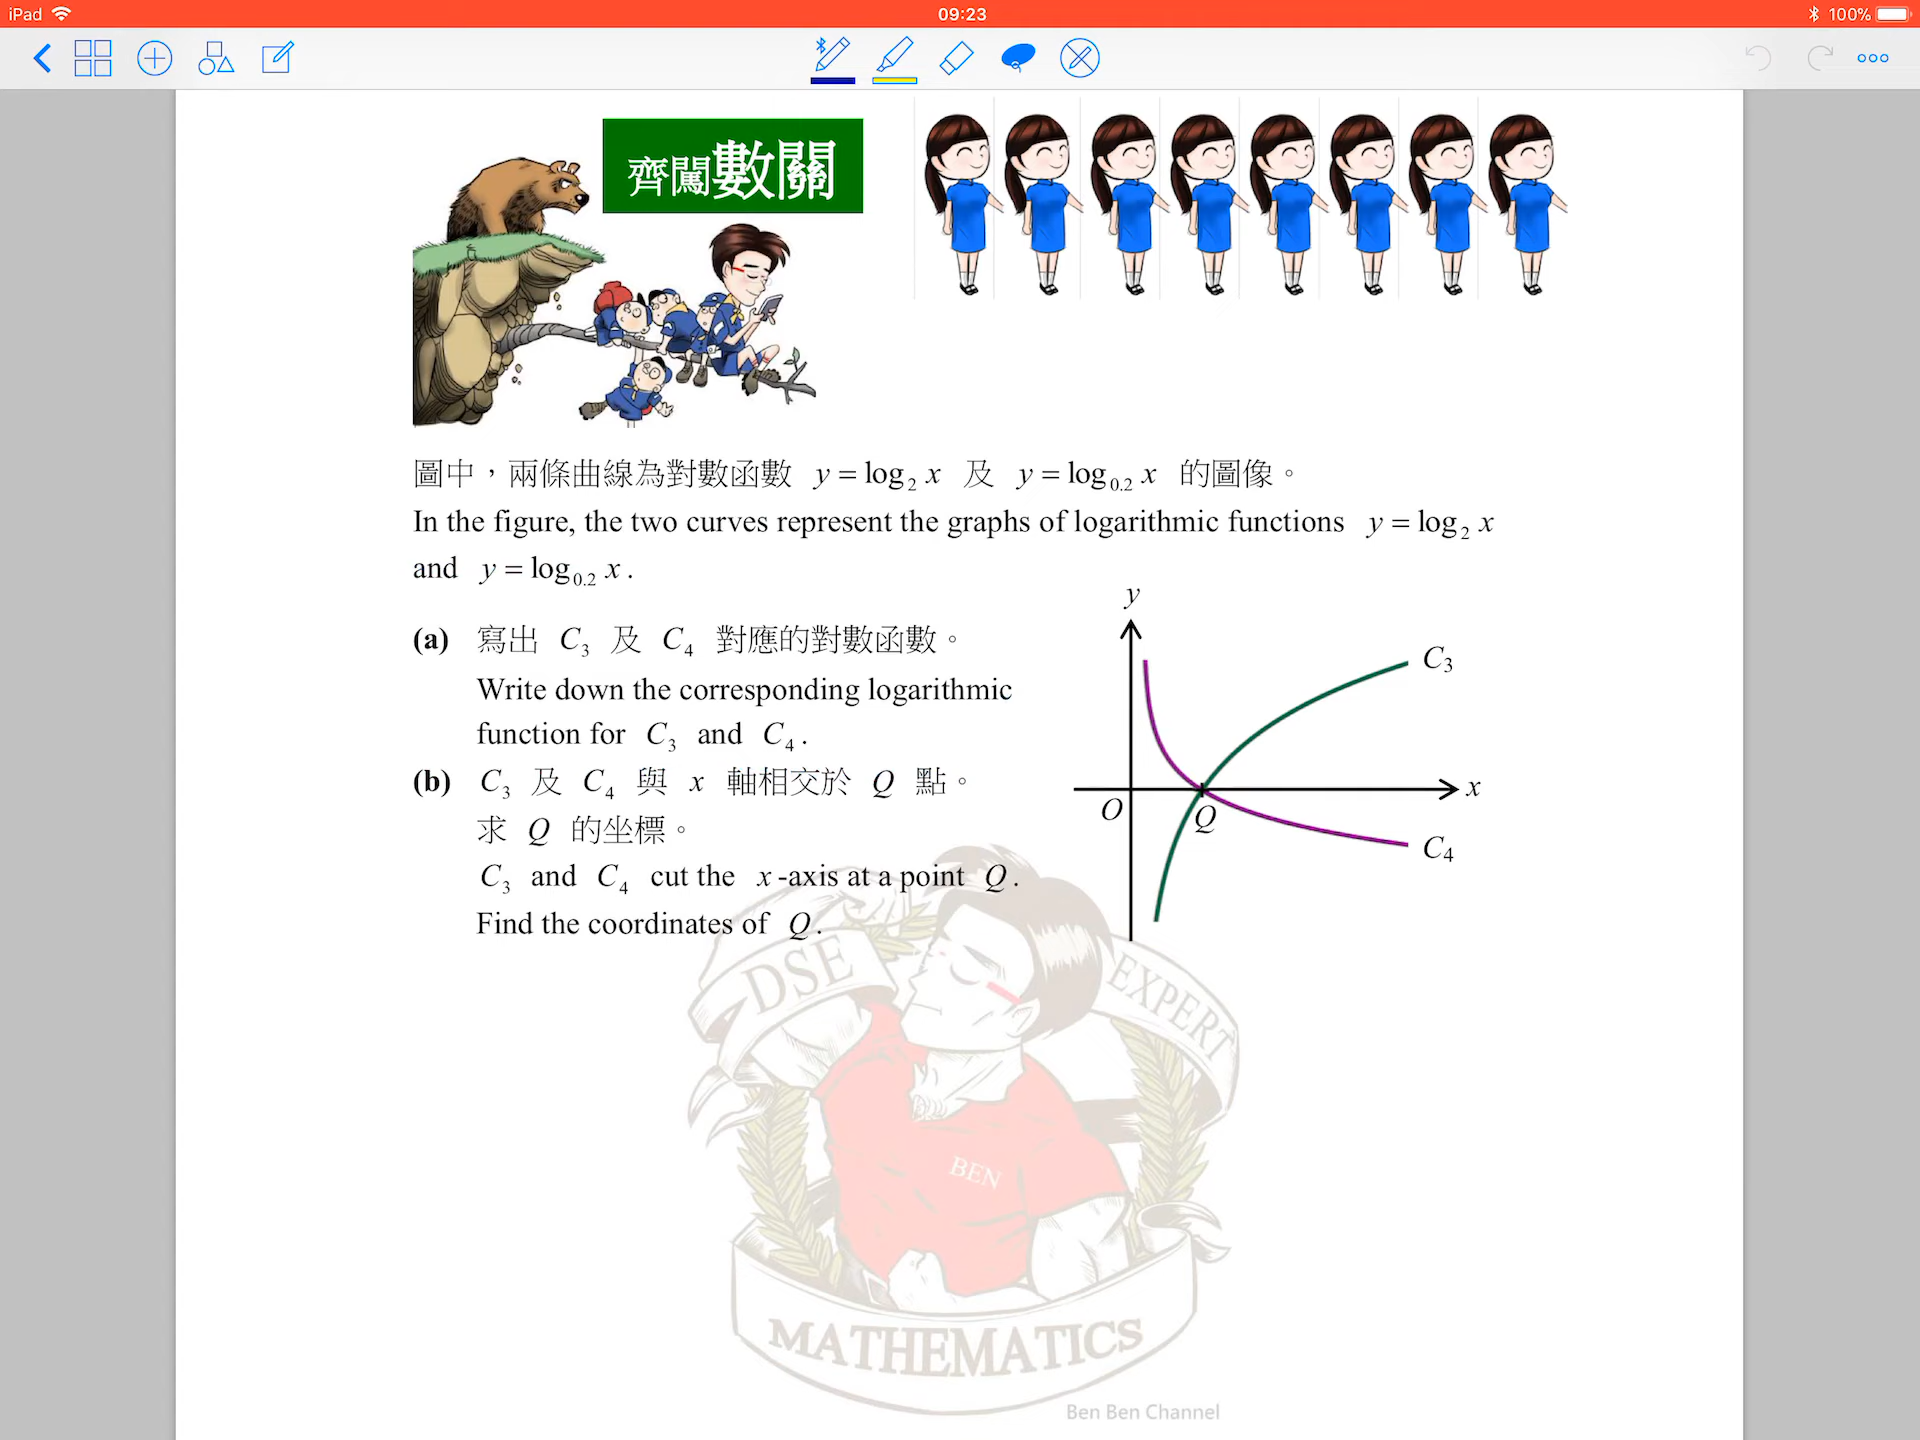 iPad
09:23
100%
齊闖數關
圖中，兩條曲線為對數函數 y = log₂ x 及 y = log₀.₂ x 的圖像。
In the figure, the two curves represent the graphs of logarithmic functions y = log₂ x
and y = log₀.₂ x .
(a) 寫出 C₃ 及 C₄ 對應的對數函數。
Write down the corresponding logarithmic
function for C₃ and C₄ .
(b) C₃ 及 C₄ 與 x 軸相交於 Q 點。
求 Q 的坐標。
C₃ and C₄ cut the x -axis at a point Q .
Find the coordinates of Q .
y
C₃
x
O
Q
C₄
DSE
EXPERT
BEN
MATHEMATICS
Ben Ben Channel